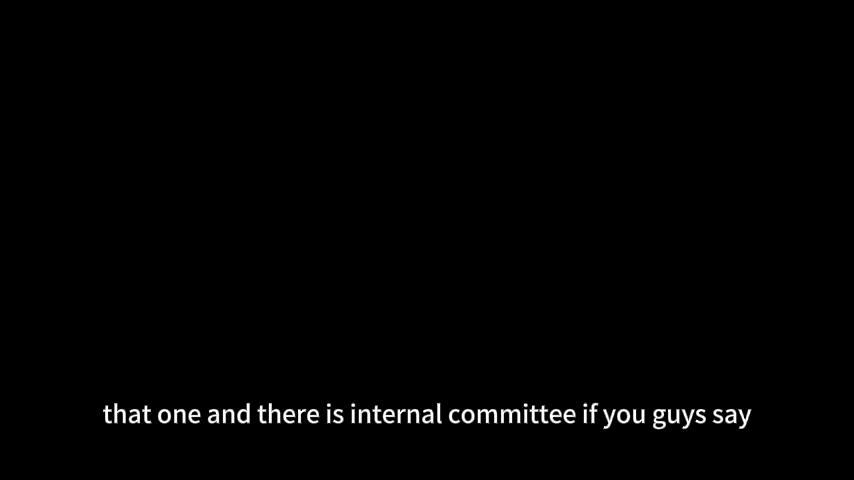 that one and there is internal committee if you guys say